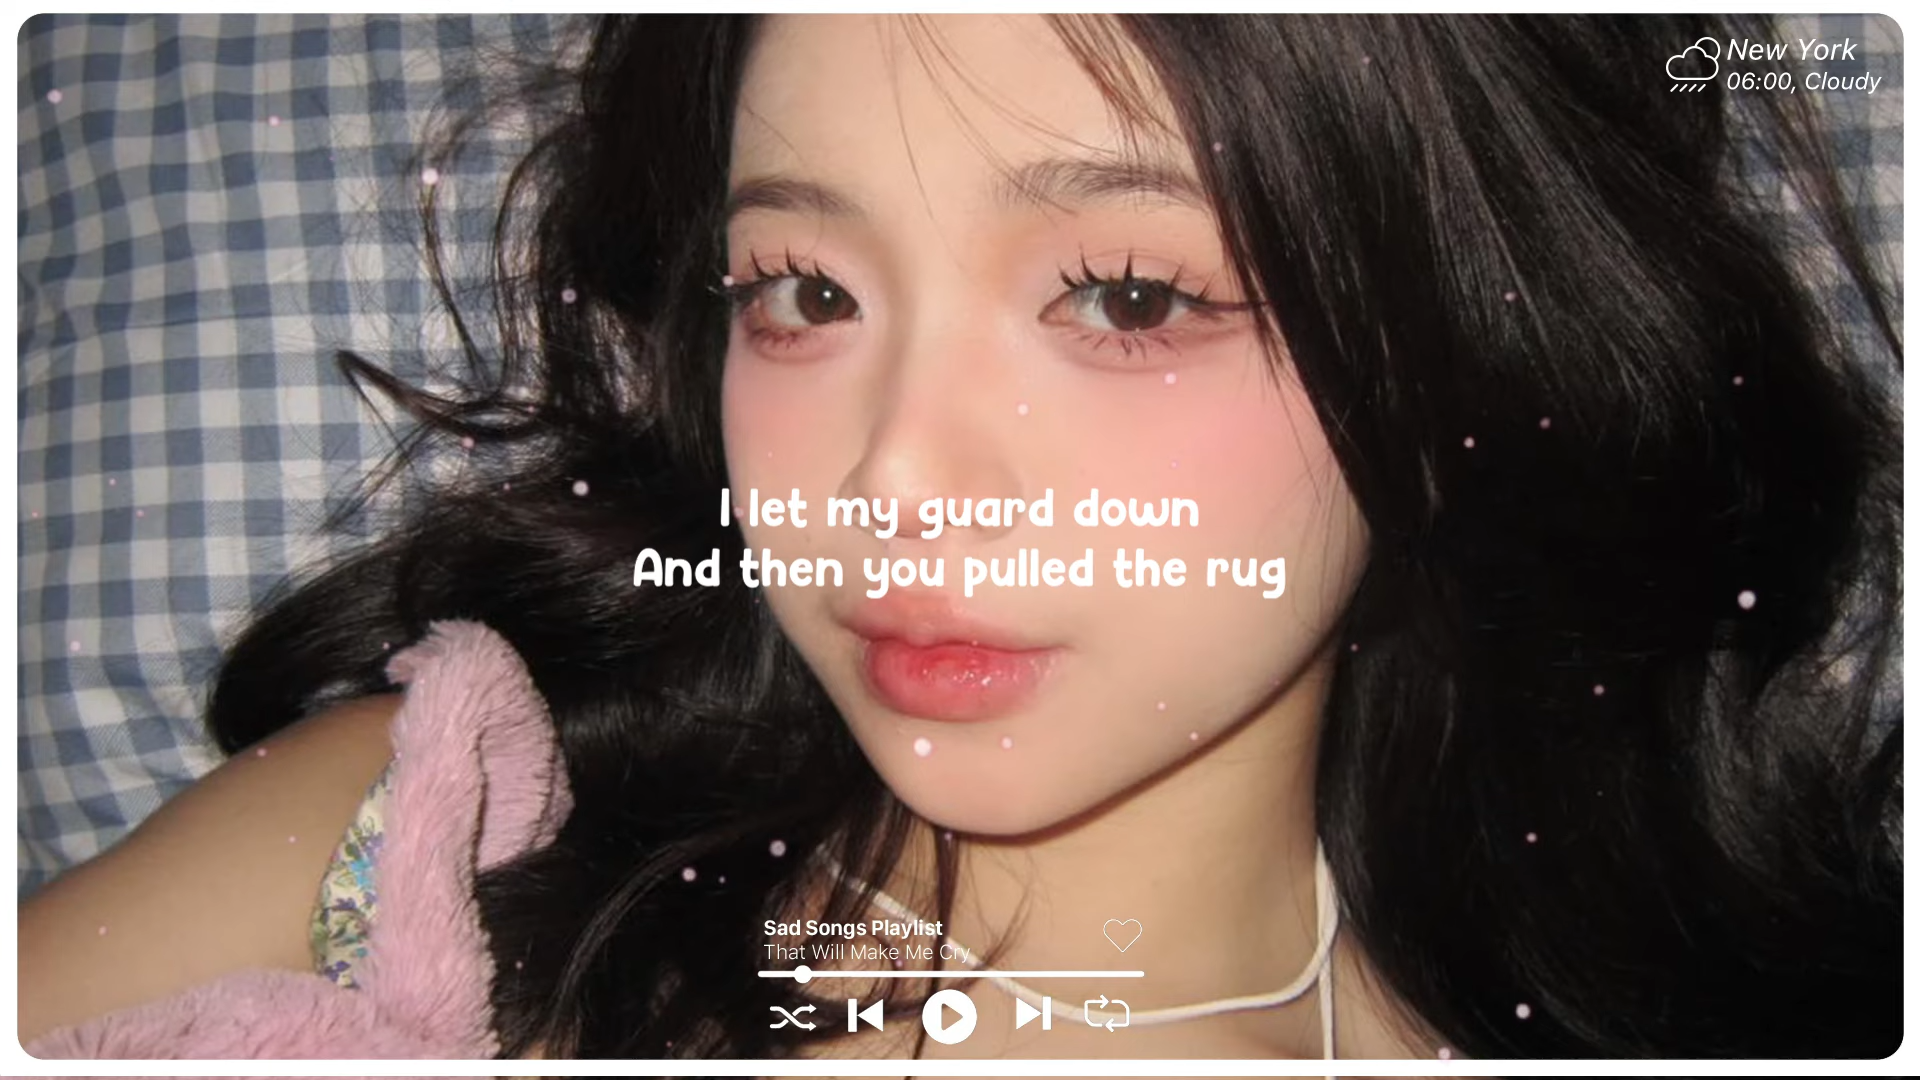 New York
06:00, Cloudy
I let my guard down
And then you pulled the rug
Sad Songs Playlist
That Will Make Me Cry